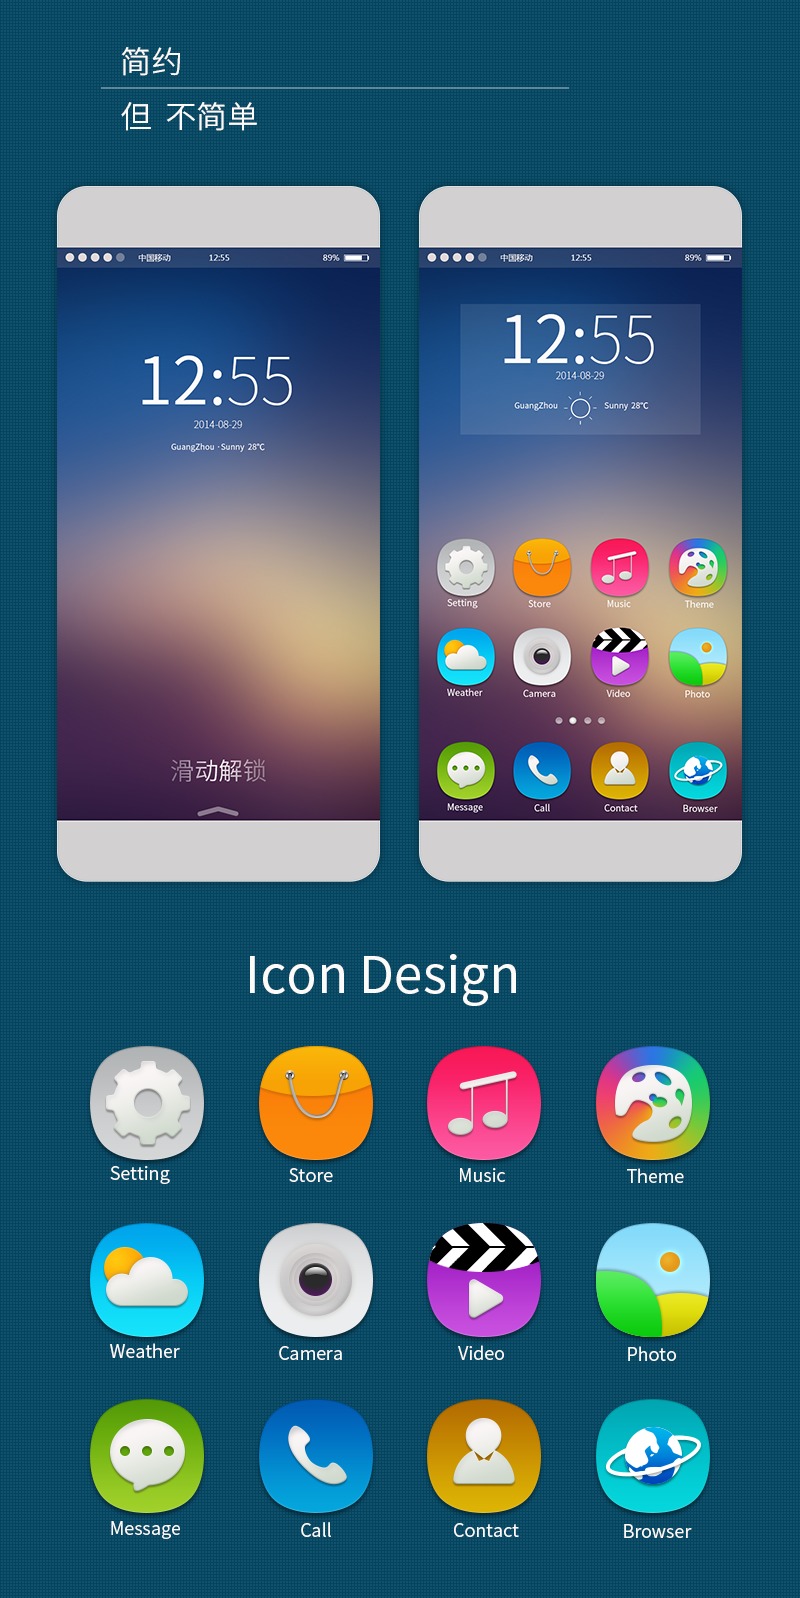 简约
但 不简单
中国移动 12:55 89%
12:55
2014-08-29
GuangZhou · Sunny 28℃
滑动解锁
中国移动 12:55 89%
12:55
2014-08-29
GuangZhou Sunny 28℃
Setting Store Music Theme
Weather Camera Video Photo
Message Call Contact Browser
Icon Design
Setting Store Music Theme
Weather Camera Video Photo
Message Call Contact Browser